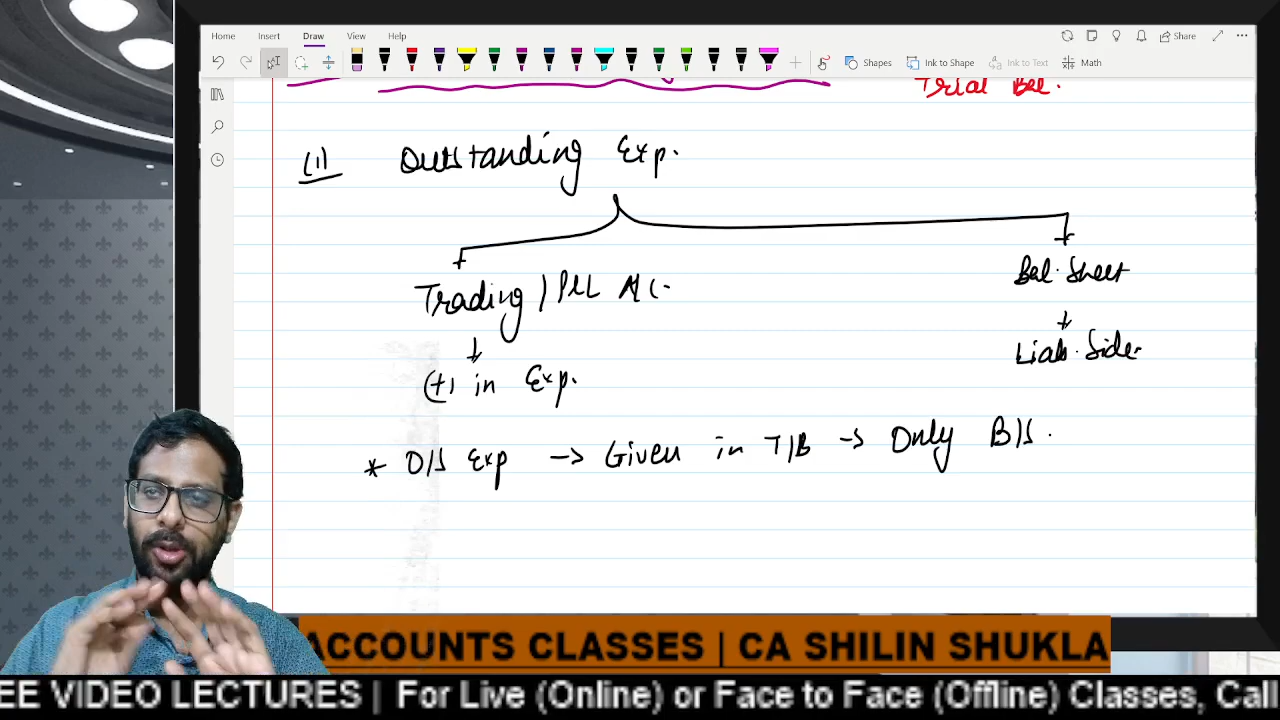 Home Insert Draw View Help
Share
Shapes Ink to Shape Ink to Text Math
Trial Bal.
(1) Outstanding Exp.
Trading / P&L A/c.
Bal. Sheet
(+) in Exp.
Liab. Side.
* O/S Exp → Given in T/B → Only B/S.
ACCOUNTS CLASSES | CA SHILIN SHUKLA
EE VIDEO LECTURES | For Live (Online) or Face to Face (Offline) Classes, Call